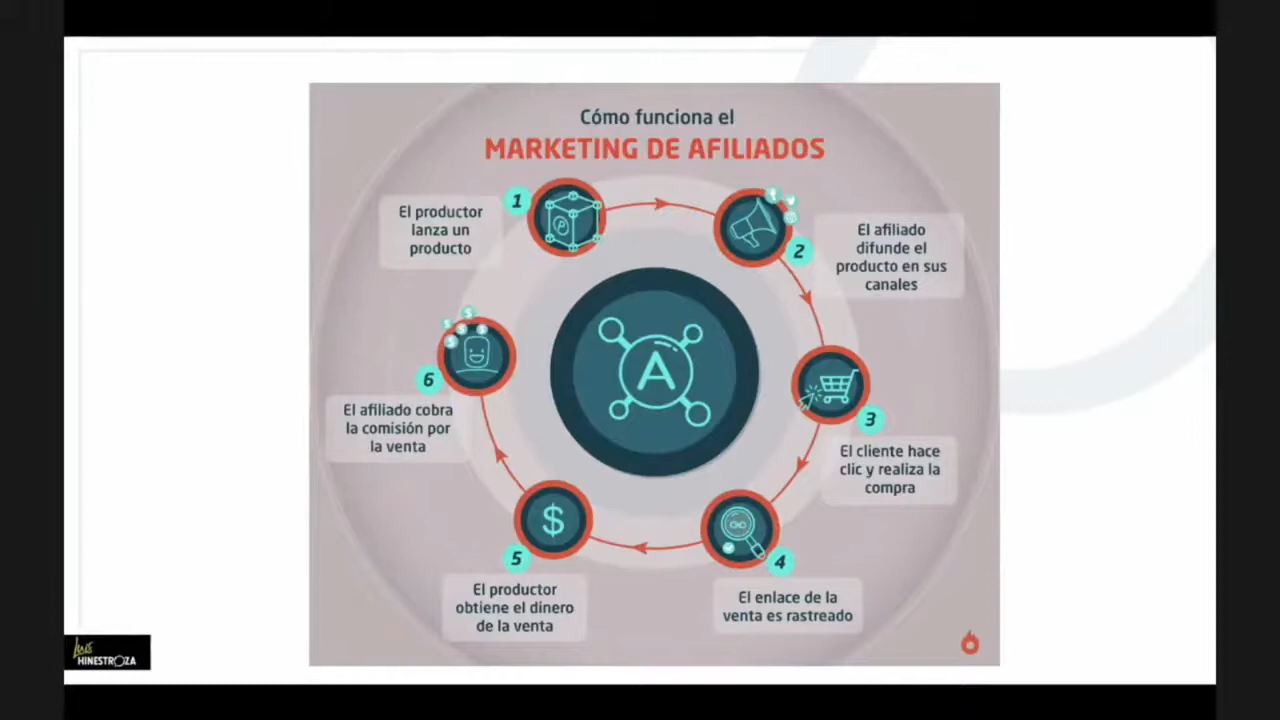 Cómo funciona el
MARKETING DE AFILIADOS
1
El productor
lanza un
producto
2
El afiliado
difunde el
producto en sus
canales
3
El cliente hace
clic y realiza la
compra
4
El enlace de la
venta es rastreado
5
El productor
obtiene el dinero
de la venta
6
El afiliado cobra
la comisión por
la venta
A
$
P
Luis
HINESTROZA